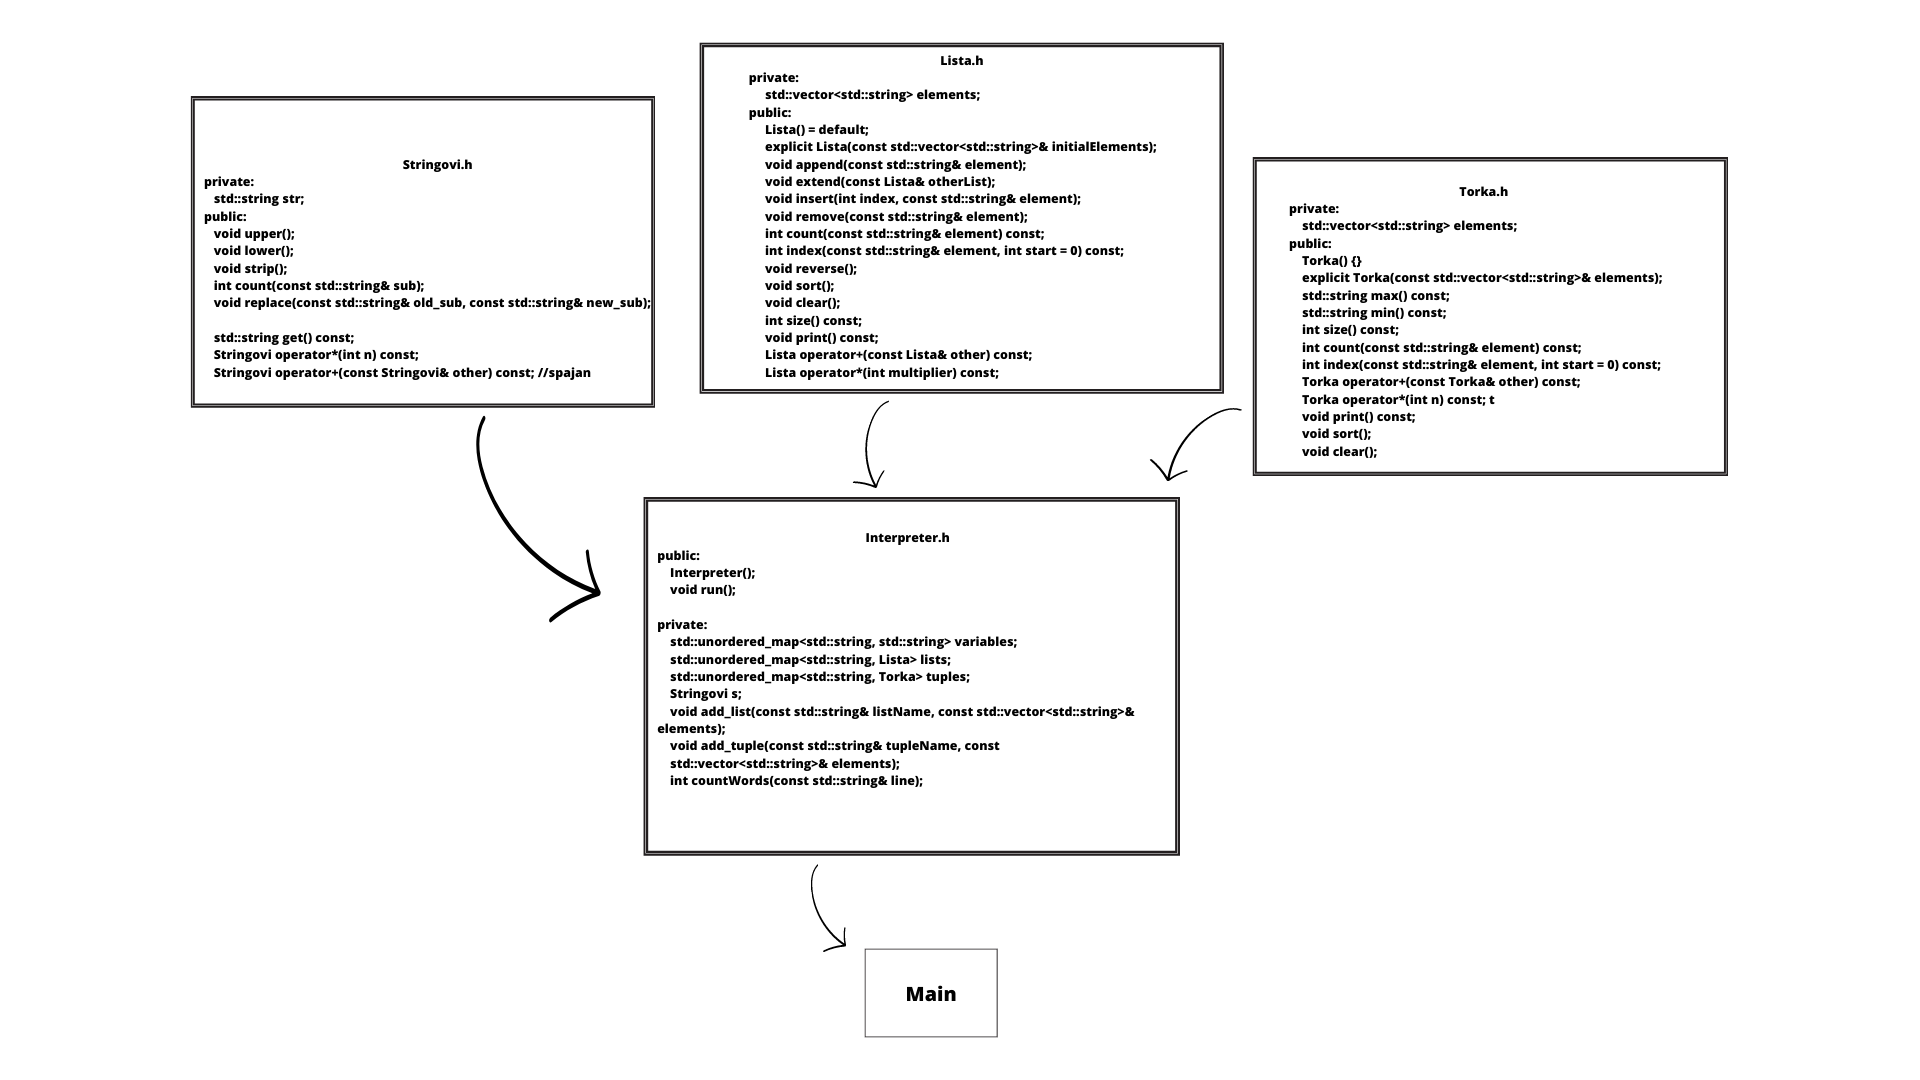 Stringovi.h
private:
std::string str;
public:
void upper();
void lower();
void strip();
int count(const std::string& sub);
void replace(const std::string& old_sub, const std::string& new_sub);
std::string get() const;
Stringovi operator*(int n) const;
Stringovi operator+(const Stringovi& other) const; //spajan
Lista.h
private:
std::vector<std::string> elements;
public:
Lista() = default;
explicit Lista(const std::vector<std::string>& initialElements);
void append(const std::string& element);
void extend(const Lista& otherList);
void insert(int index, const std::string& element);
void remove(const std::string& element);
int count(const std::string& element) const;
int index(const std::string& element, int start = 0) const;
void reverse();
void sort();
void clear();
int size() const;
void print() const;
Lista operator+(const Lista& other) const;
Lista operator*(int multiplier) const;
Torka.h
private:
std::vector<std::string> elements;
public:
Torka() {}
explicit Torka(const std::vector<std::string>& elements);
std::string max() const;
std::string min() const;
int size() const;
int count(const std::string& element) const;
int index(const std::string& element, int start = 0) const;
Torka operator+(const Torka& other) const;
Torka operator*(int n) const; t
void print() const;
void sort();
void clear();
Interpreter.h
public:
Interpreter();
void run();
private:
std::unordered_map<std::string, std::string> variables;
std::unordered_map<std::string, Lista> lists;
std::unordered_map<std::string, Torka> tuples;
Stringovi s;
void add_list(const std::string& listName, const std::vector<std::string>&
elements);
void add_tuple(const std::string& tupleName, const
std::vector<std::string>& elements);
int countWords(const std::string& line);
Main